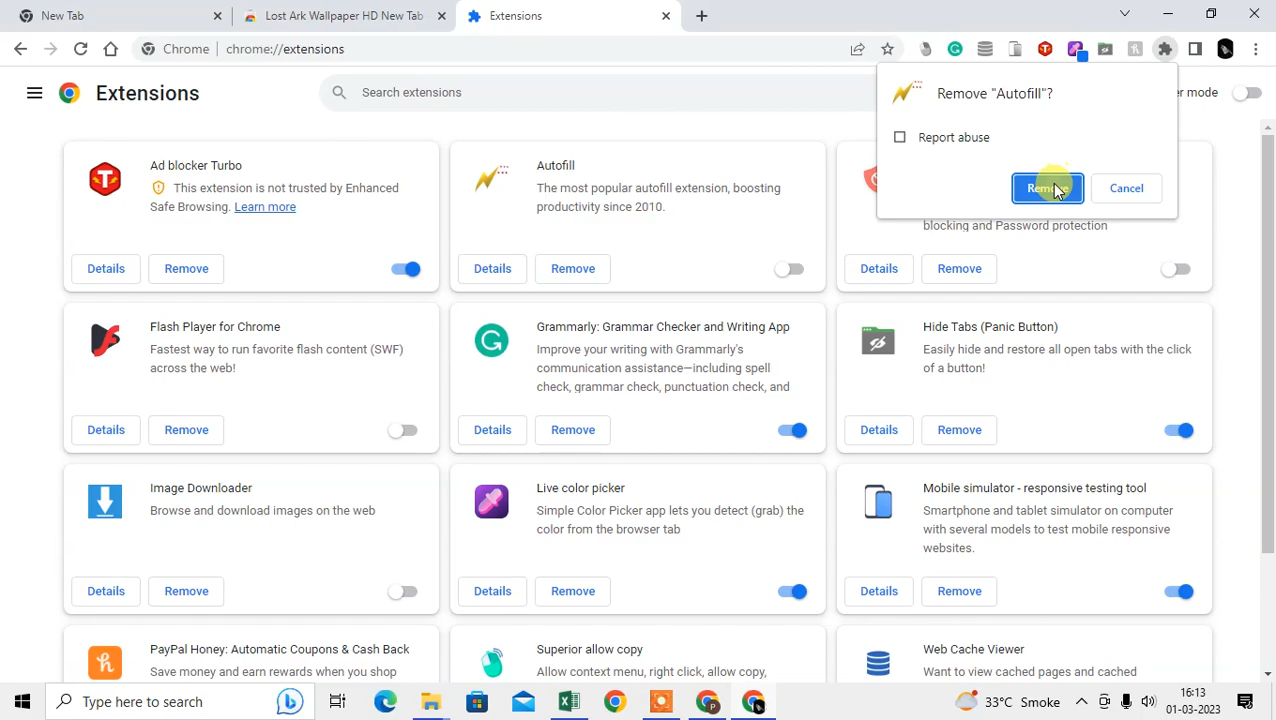 New Tab
Lost Ark Wallpaper HD New Tab
Extensions
Chrome
chrome://extensions
Extensions
Search extensions
Remove "Autofill"?
Report abuse
Cancel
Ad blocker Turbo
This extension is not trusted by Enhanced
Safe Browsing. Learn more
Details
Remove
Autofill
The most popular autofill extension, boosting
productivity since 2010.
Details
Remove
blocking and Password protection
Details
Remove
Flash Player for Chrome
Fastest way to run favorite flash content (SWF)
across the web!
Details
Remove
Grammarly: Grammar Checker and Writing App
Improve your writing with Grammarly's
communication assistance—including spell
check, grammar check, punctuation check, and
Details
Remove
Hide Tabs (Panic Button)
Easily hide and restore all open tabs with the click
of a button!
Details
Remove
Image Downloader
Browse and download images on the web
Details
Remove
Live color picker
Simple Color Picker app lets you detect (grab) the
color from the browser tab
Details
Remove
Mobile simulator - responsive testing tool
Smartphone and tablet simulator on computer
with several models to test mobile responsive
websites.
Details
Remove
PayPal Honey: Automatic Coupons & Cash Back
Save money and earn rewards when you shop
Superior allow copy
Allow context menu, right click, allow copy,
Web Cache Viewer
Want to view cached pages and cached
Type here to search
33°C Smoke
16:13
01-03-2023